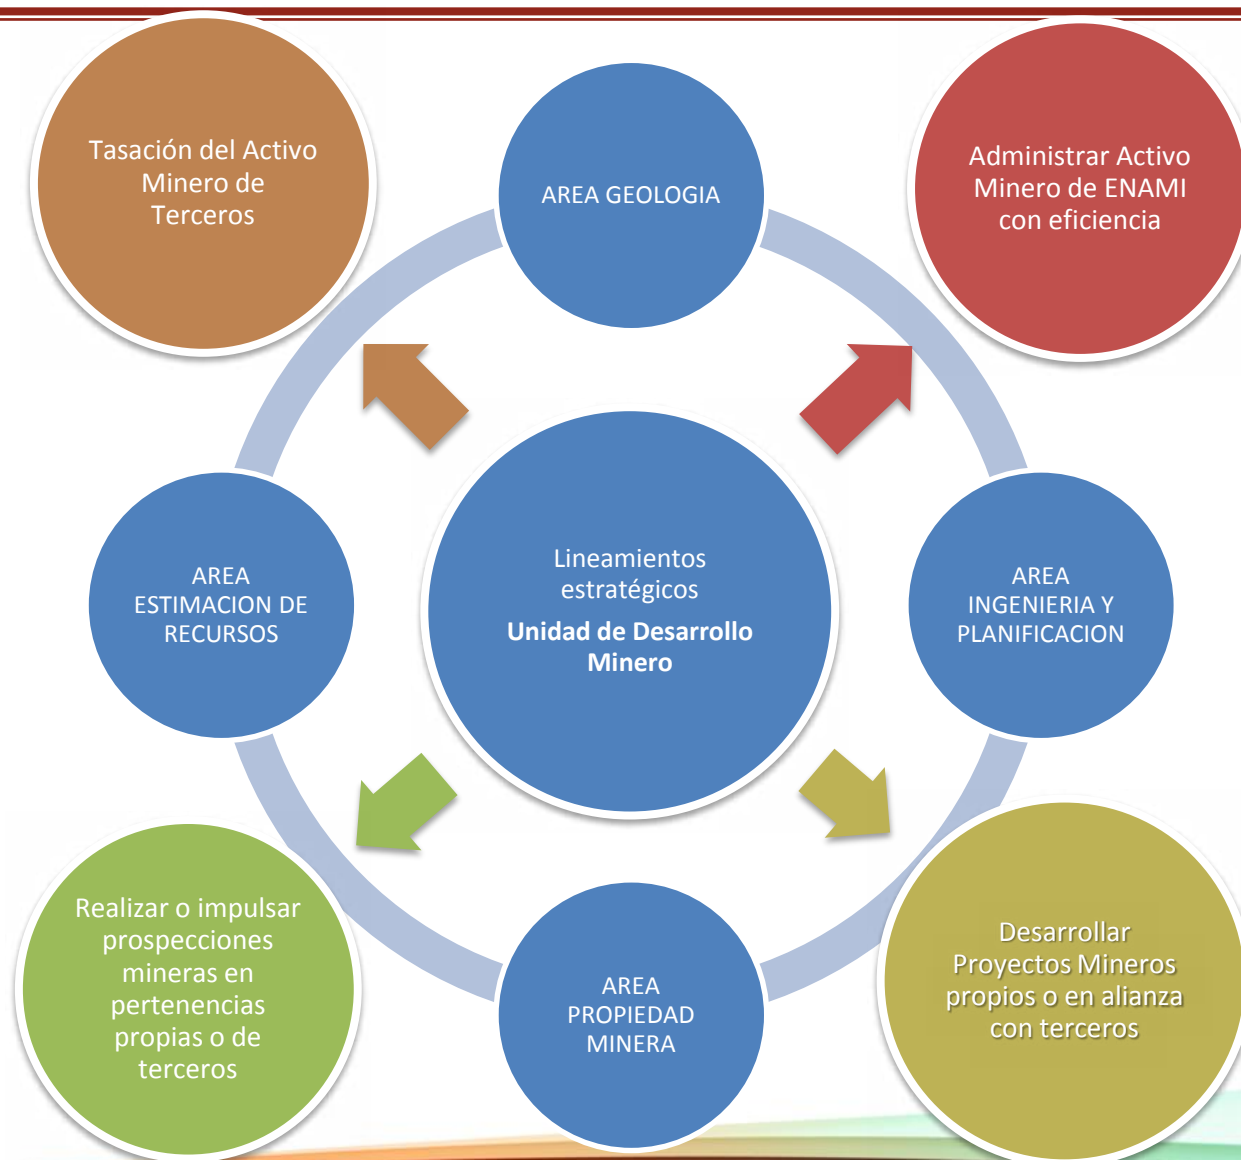 Tasación del Activo
Minero de
Terceros
AREA GEOLOGIA
Administrar Activo
Minero de ENAMI
con eficiencia
AREA
ESTIMACION DE
RECURSOS
Lineamientos
estratégicos
Unidad de Desarrollo
Minero
AREA
INGENIERIA Y
PLANIFICACION
Realizar o impulsar
prospecciones
mineras en
pertenencias
propias o de
terceros
AREA
PROPIEDAD
MINERA
Desarrollar
Proyectos Mineros
propios o en alianza
con terceros